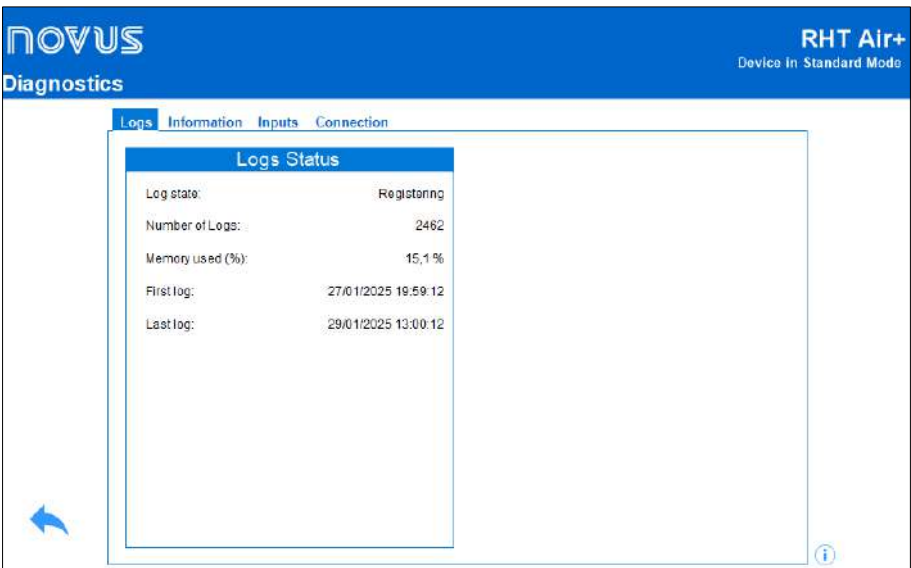 novus
RHT Air+
Device in Standard Mode
Diagnostics
Logs Information Inputs Connection
Logs Status
Log state: Registering
Number of Logs: 2462
Memory used (%): 15,1 %
First log: 27/01/2025 19:59:12
Last log: 29/01/2025 13:00:12
i